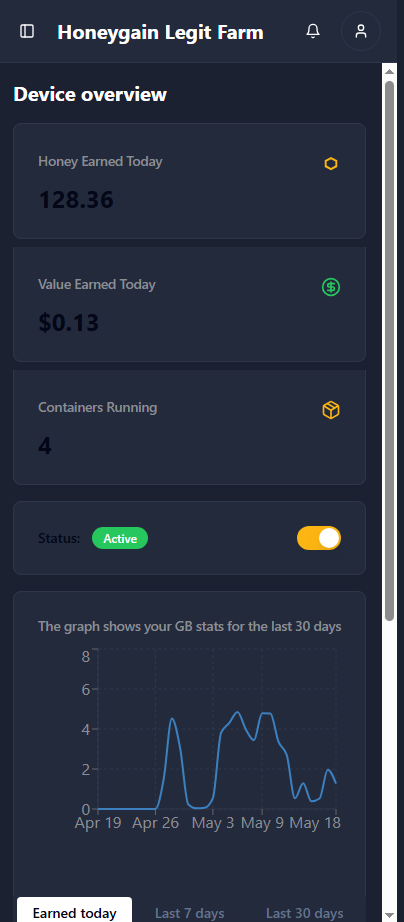 Honeygain Legit Farm
Device overview
Honey Earned Today
128.36
Value Earned Today
$0.13
Containers Running
4
Status: Active
The graph shows your GB stats for the last 30 days
8
6
4
2
0
Apr 19 Apr 26 May 3 May 9 May 18
Earned today Last 7 days Last 30 days